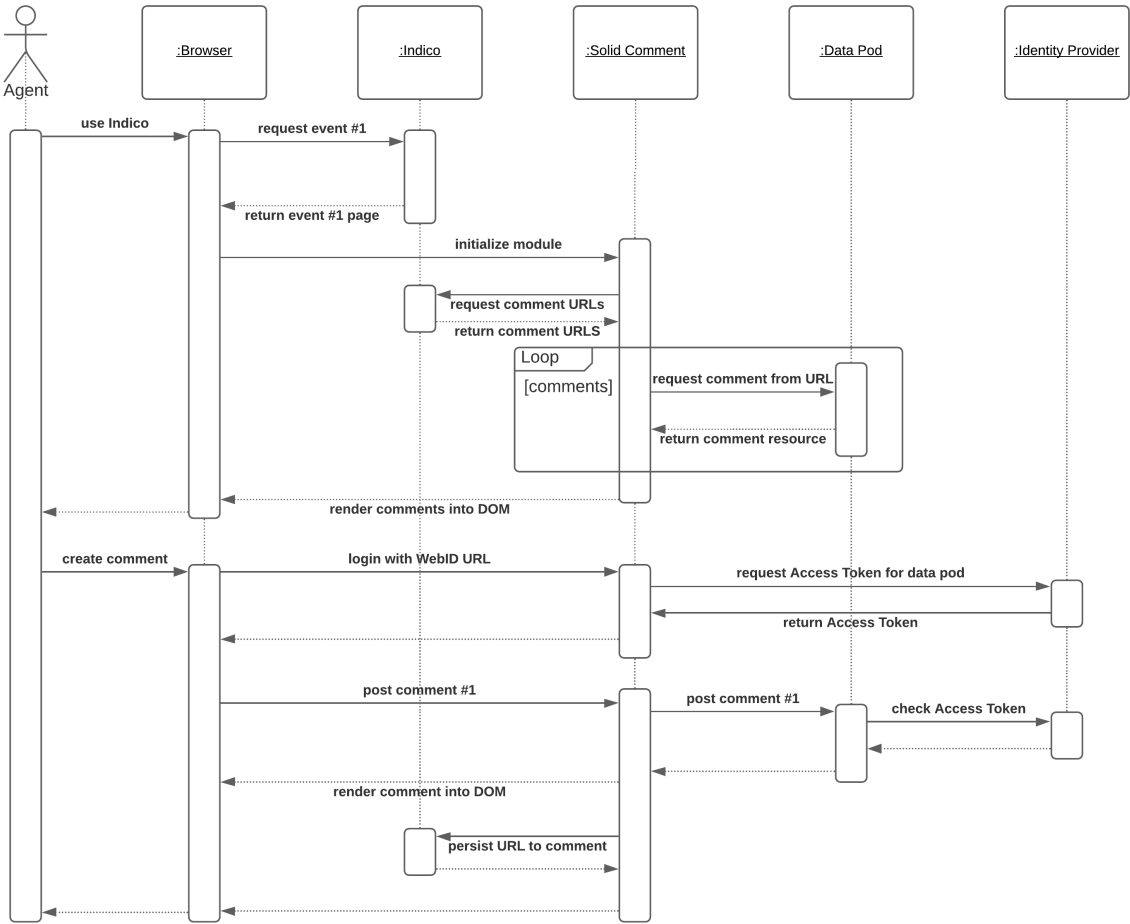 :Browser
:Indico
:Solid Comment
:Data Pod
:Identity Provider
Agent
use Indico
request event #1
return event #1 page
initialize module
request comment URLs
return comment URLS
Loop
[comments]
request comment from URL
return comment resource
render comments into DOM
create comment
login with WebID URL
request Access Token for data pod
return Access Token
post comment #1
post comment #1
check Access Token
render comment into DOM
persist URL to comment